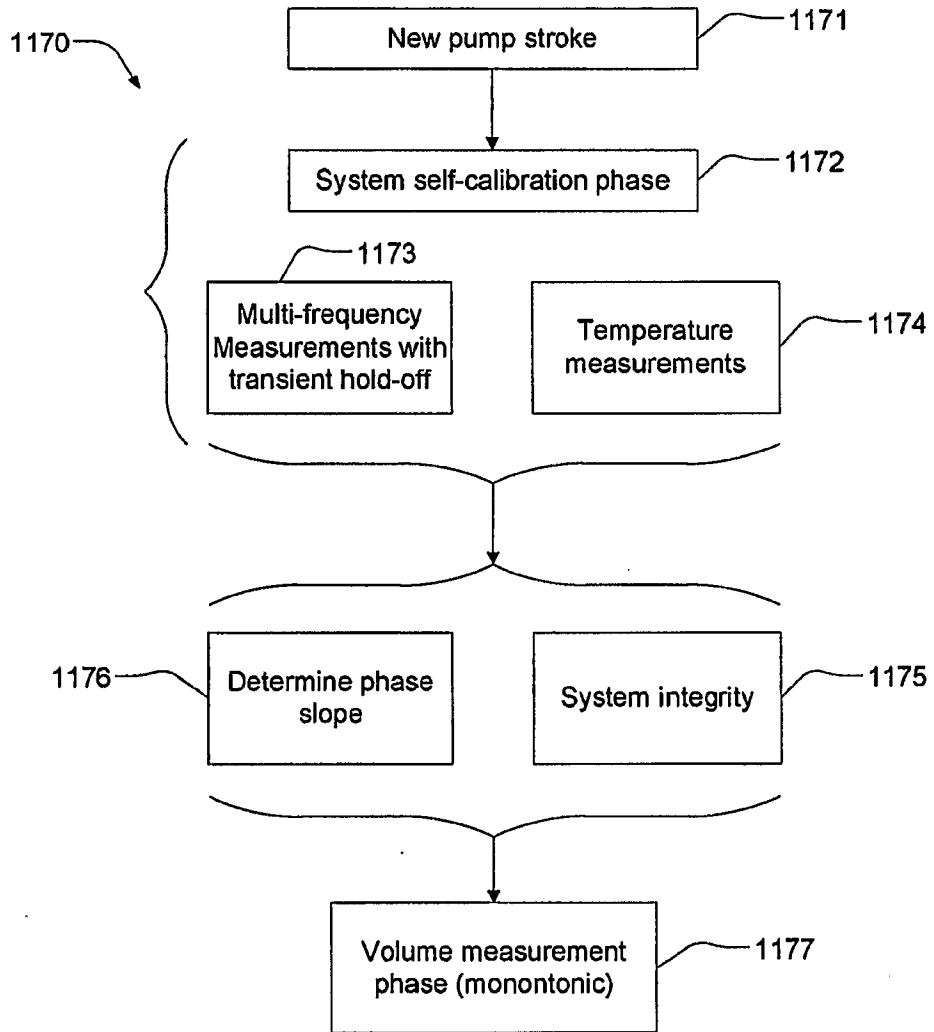 1170
New pump stroke
1171
System self-calibration phase
1172
1173
Multi-frequency
Measurements with
transient hold-off
Temperature
measurements
1174
1176
Determine phase
slope
System integrity
1175
Volume measurement
phase (monontonic)
1177